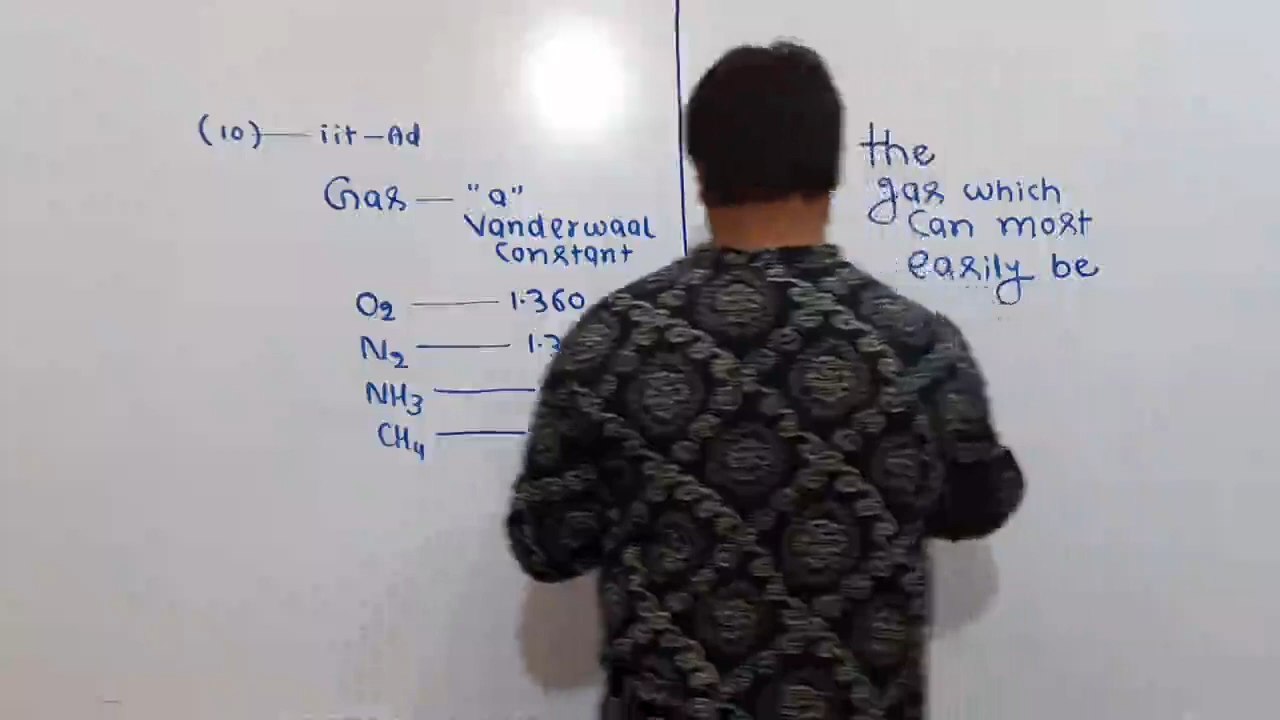 (10) — iit-Ad
Gas — "a"
Vanderwaal
Constant
O2 — 1.360
N2 — 1.3
NH3 —
CH4 —
the
gas which
Can most
easily be